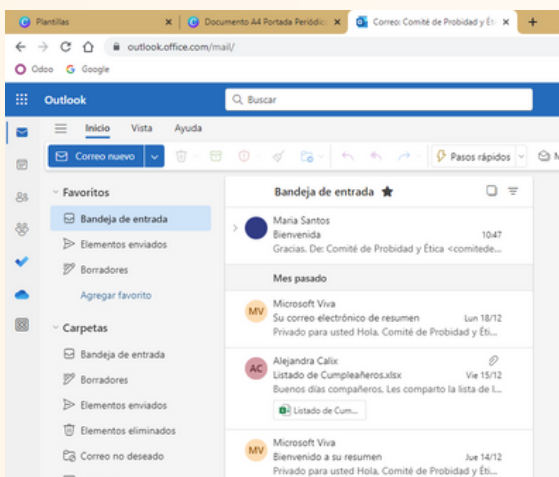 Plantillas
Documento A4 Portada Periódic
Correo: Comité de Probidad y Ét
outlook.office.com/mail/
Odoo
Google
Outlook
Buscar
Inicio Vista Ayuda
Correo nuevo
Pasos rápidos
M
Favoritos
Bandeja de entrada
Elementos enviados
Borradores
Agregar favorito
Carpetas
Bandeja de entrada
Borradores
Elementos enviados
Elementos eliminados
Correo no deseado
Bandeja de entrada
Maria Santos
Bienvenida 10:47
Gracias. De: Comité de Probidad y Ética <comitede...
Mes pasado
MV
Microsoft Viva
Su correo electrónico de resumen Lun 18/12
Privado para usted Hola, Comité de Probidad y Éti...
AC
Alejandra Calix
Listado de Cumpleañeros.xlsx Vie 15/12
Buenos días compañeros, Les comparto la lista de l...
Listado de Cum...
MV
Microsoft Viva
Bienvenido a su resumen Jue 14/12
Privado para usted Hola, Comité de Probidad y Éti...